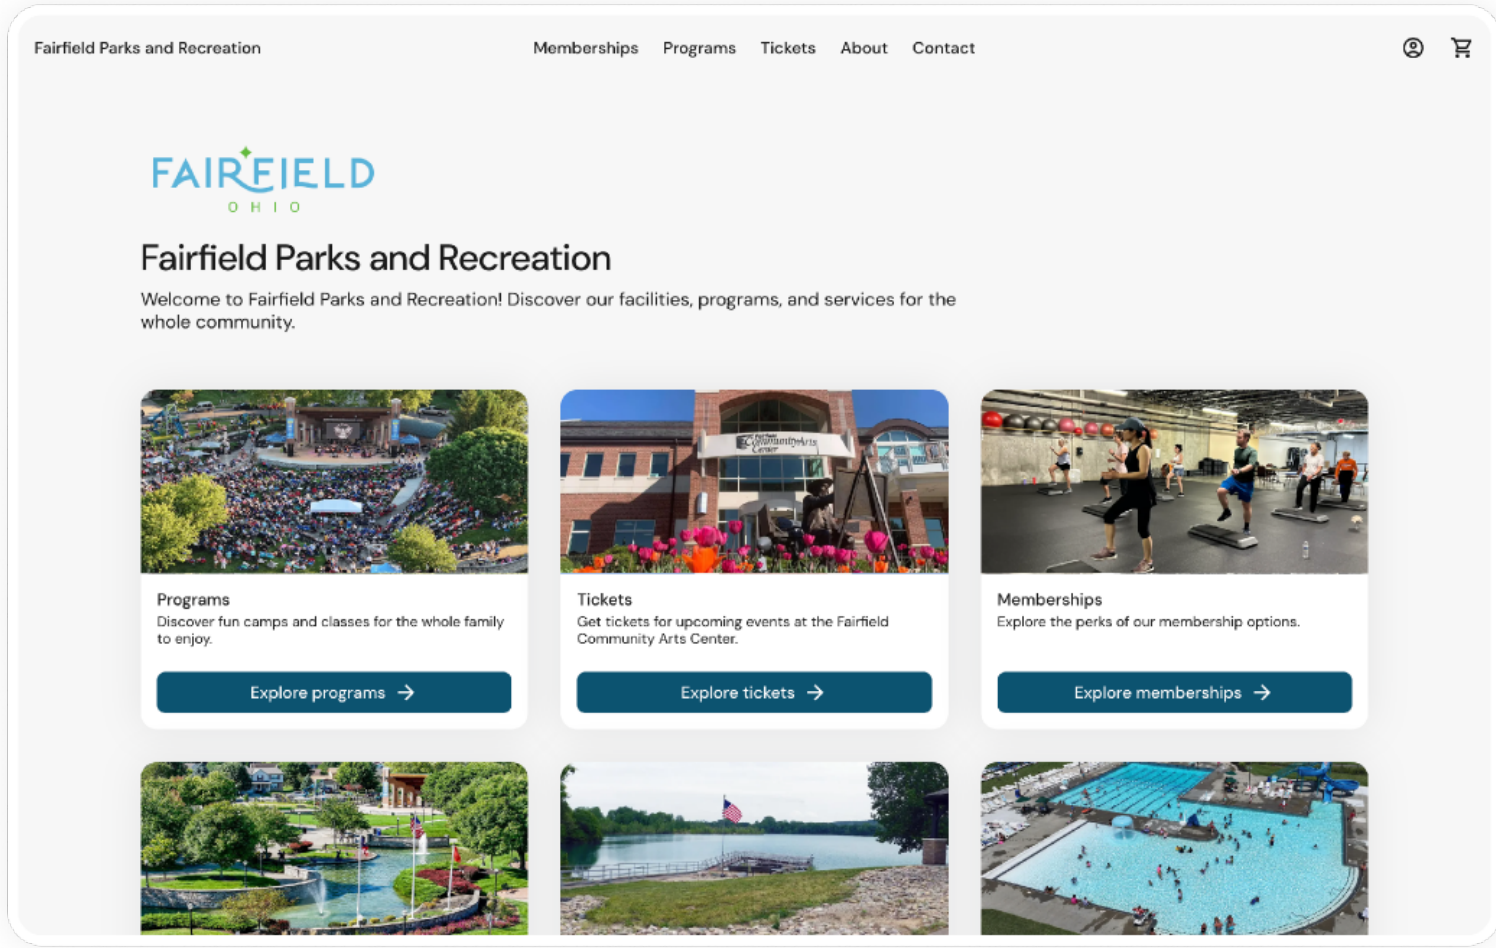 Fairfield Parks and Recreation
Memberships Programs Tickets About Contact
FAIRFIELD
OHIO
Fairfield Parks and Recreation
Welcome to Fairfield Parks and Recreation! Discover our facilities, programs, and services for the
whole community.
Fairfield
CommunityArts
Center
Programs
Discover fun camps and classes for the whole family
to enjoy.
Explore programs →
Tickets
Get tickets for upcoming events at the Fairfield
Community Arts Center.
Explore tickets →
Memberships
Explore the perks of our membership options.
Explore memberships →